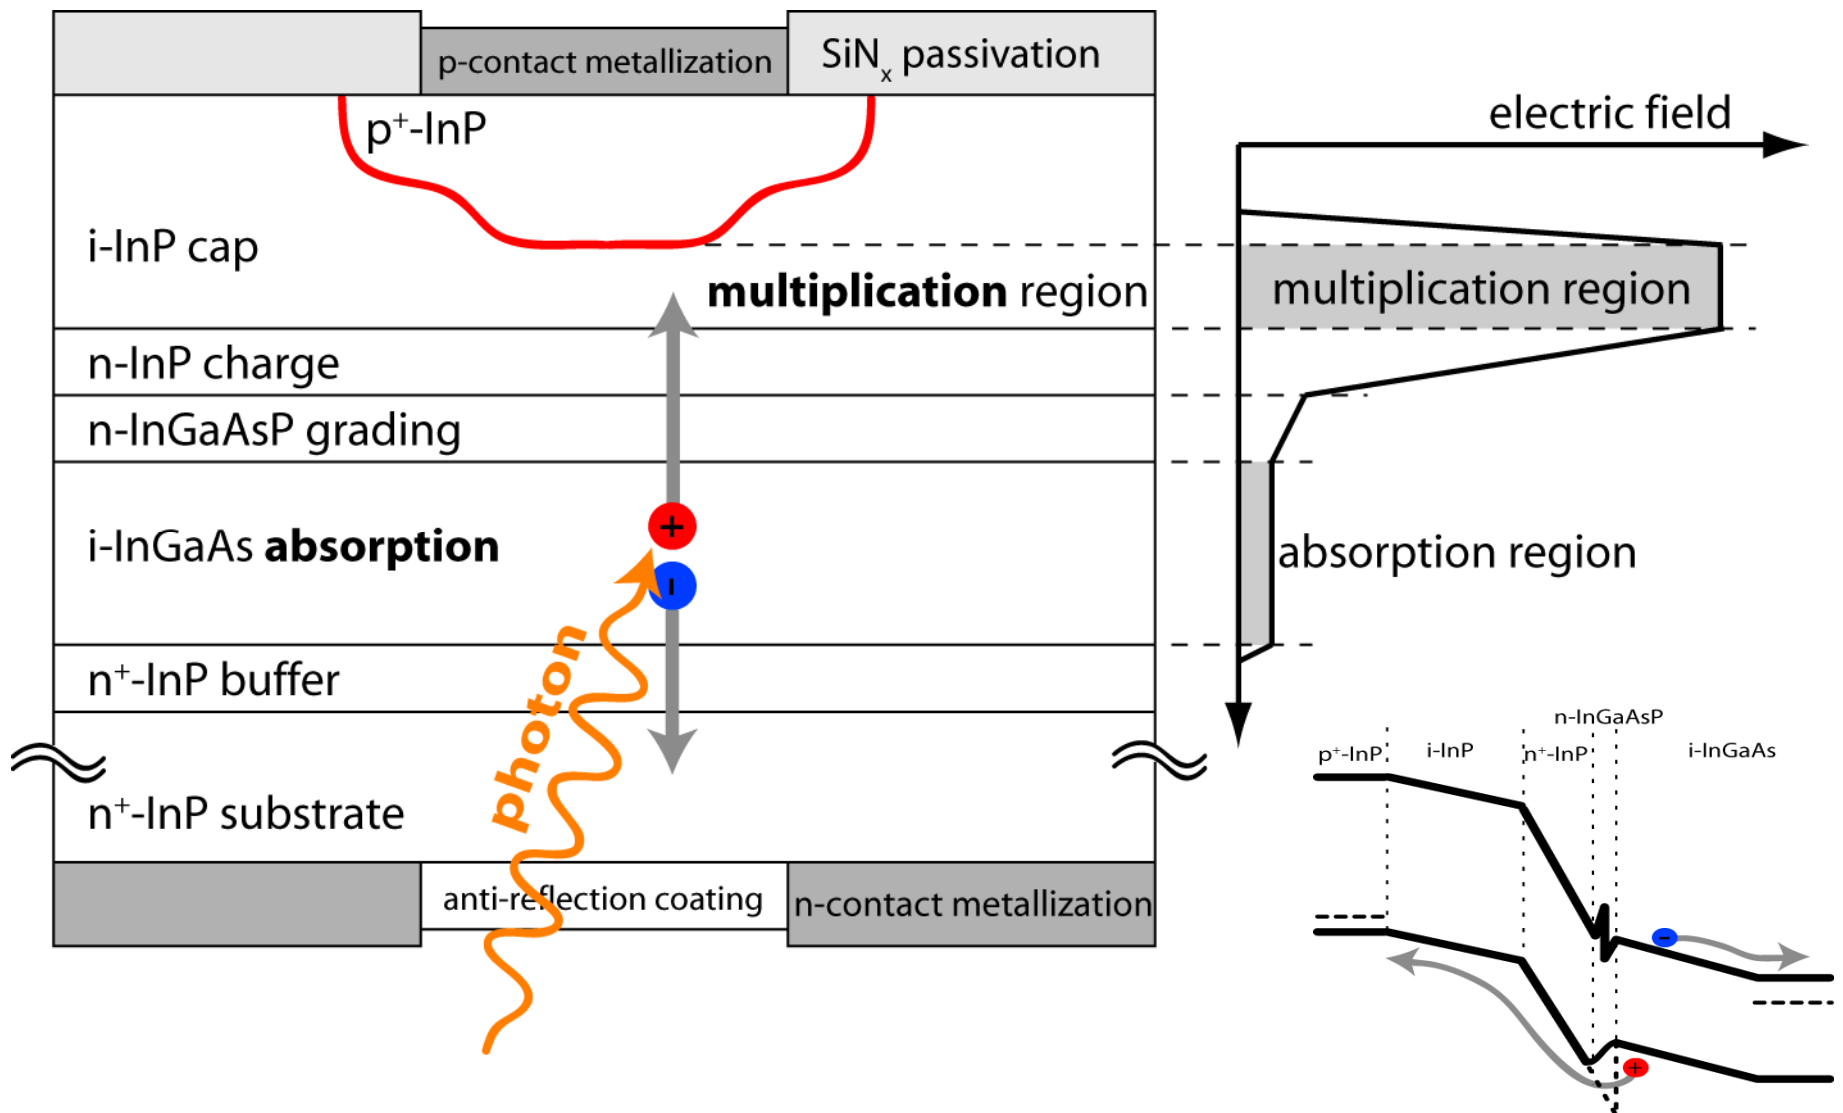 p-contact metallization
SiNₓ passivation
p⁺-InP
i-InP cap
multiplication region
n-InP charge
n-InGaAsP grading
i-InGaAs absorption
+
-
n⁺-InP buffer
photon
n⁺-InP substrate
anti-reflection coating
n-contact metallization
electric field
multiplication region
absorption region
n-InGaAsP
p⁺-InP
i-InP
n⁺-InP
i-InGaAs
-
+